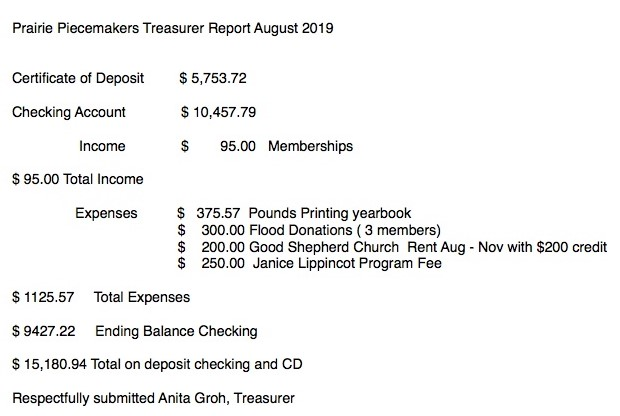 Prairie Piecemakers Treasurer Report August 2019
Certificate of Deposit $ 5,753.72
Checking Account $ 10,457.79
Income $ 95.00 Memberships
$ 95.00 Total Income
Expenses $ 375.57 Pounds Printing yearbook
$ 300.00 Flood Donations ( 3 members)
$ 200.00 Good Shepherd Church Rent Aug - Nov with $200 credit
$ 250.00 Janice Lippincot Program Fee
$ 1125.57 Total Expenses
$ 9427.22 Ending Balance Checking
$ 15,180.94 Total on deposit checking and CD
Respectfully submitted Anita Groh, Treasurer